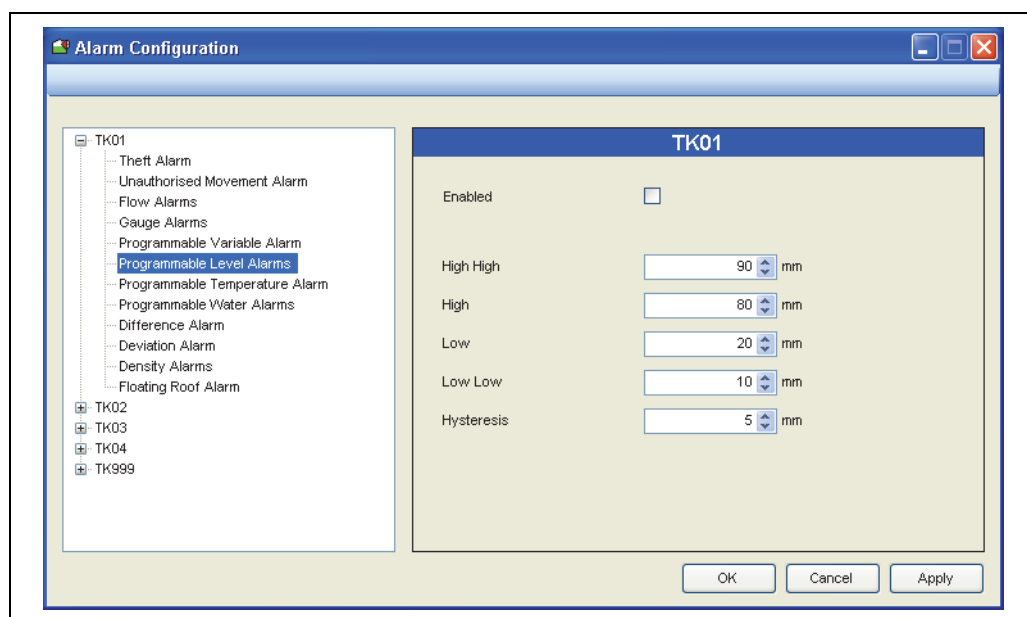 Alarm Configuration
TK01
Theft Alarm
Unauthorised Movement Alarm
Flow Alarms
Gauge Alarms
Programmable Variable Alarm
Programmable Level Alarms
Programmable Temperature Alarm
Programmable Water Alarms
Difference Alarm
Deviation Alarm
Density Alarms
Floating Roof Alarm
TK02
TK03
TK04
TK999
TK01
Enabled
High High 90 mm
High 80 mm
Low 20 mm
Low Low 10 mm
Hysteresis 5 mm
OK Cancel Apply